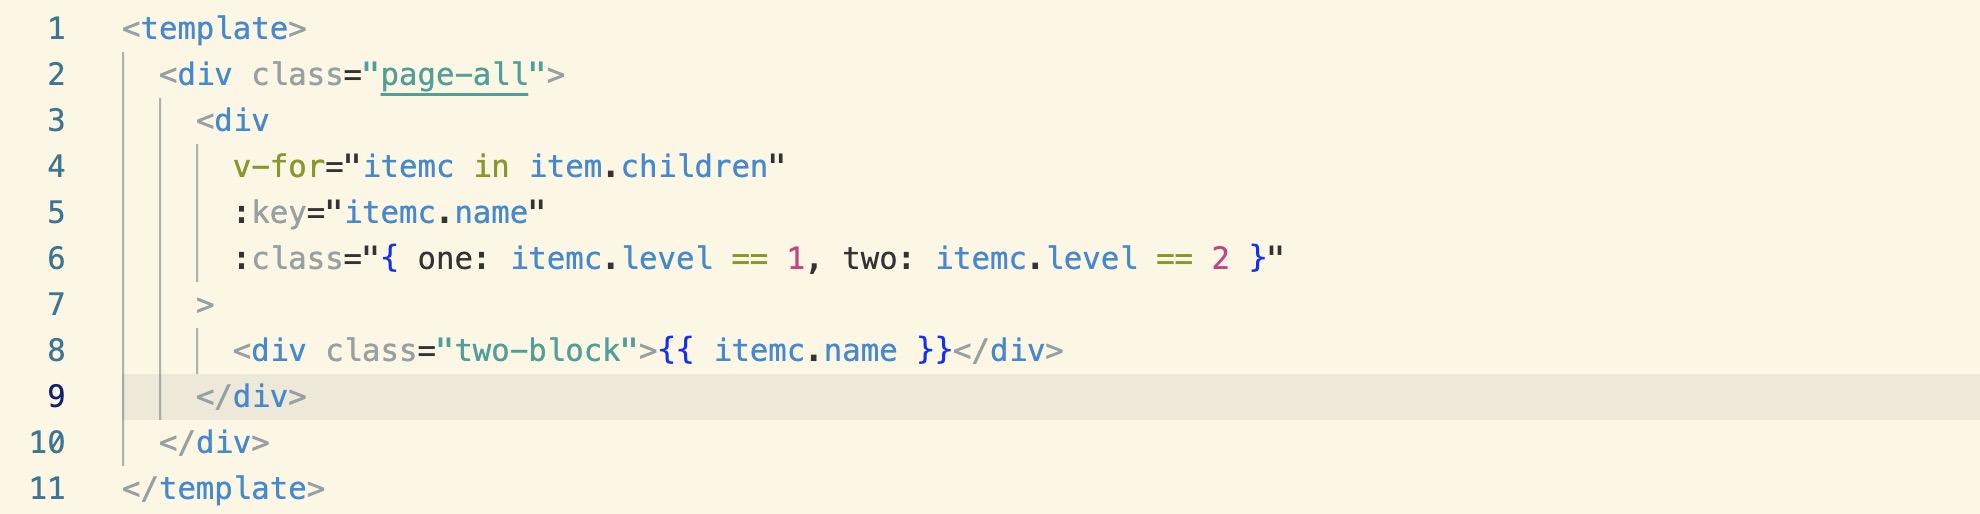 1 <template>
2   <div class="page-all">
3     <div
4       v-for="itemc in item.children"
5       :key="itemc.name"
6       :class="{ one: itemc.level == 1, two: itemc.level == 2 }"
7     >
8       <div class="two-block">{{ itemc.name }}</div>
9     </div>
10   </div>
11 </template>